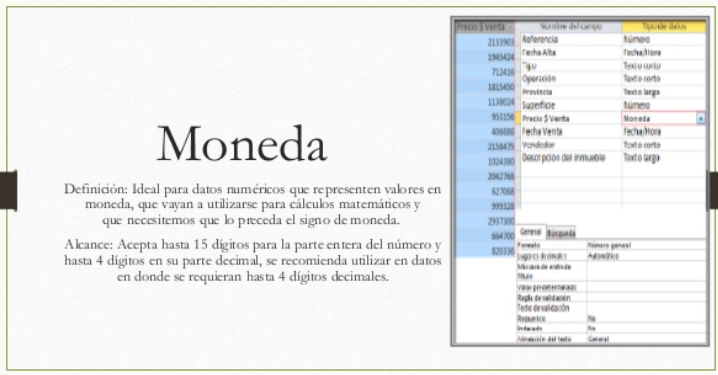 Moneda
Definición: Ideal para datos numéricos que representen valores en
moneda, que vayan a utilizarse para cálculos matemáticos y
que necesitemos que lo preceda el signo de moneda.
Alcance: Acepta hasta 15 dígitos para la parte entera del número y
hasta 4 dígitos en su parte decimal, se recomienda utilizar en datos
en donde se requieran hasta 4 dígitos decimales.
Precio $ Venta
2133903
1945424
712416
1815450
1138024
953156
406686
2158475
1024380
2042768
627068
999328
2937300
664700
820336
Nombre del campo Tipo de datos
Referencia Número
Fecha Alta Fecha/Hora
Tipo Texto corto
Operación Texto corto
Provincia Texto largo
Superficie Número
Precio $ Venta Moneda
Fecha Venta Fecha/Hora
Vendedor Texto corto
Descripción del inmueble Texto largo
General Búsqueda
Formato Número general
Lugares decimales Automático
Máscara de entrada
Título
Valor predeterminado
Regla de validación
Texto de validación
Requerido No
Indexado No
Alineación del texto General